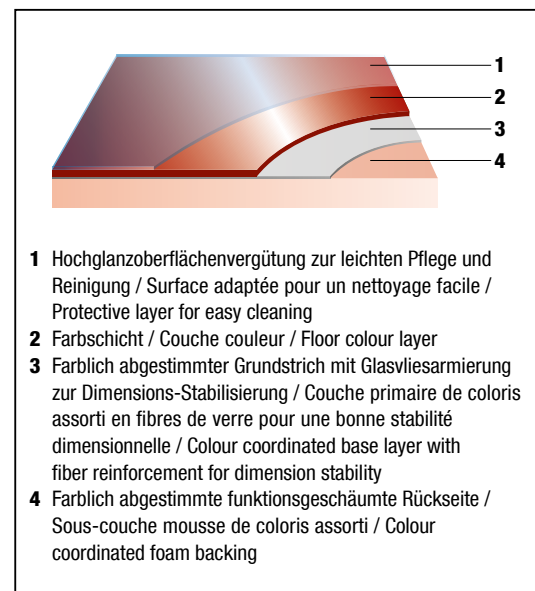 1
2
3
4
1 Hochglanzoberflächenvergütung zur leichten Pflege und
Reinigung / Surface adaptée pour un nettoyage facile /
Protective layer for easy cleaning
2 Farbschicht / Couche couleur / Floor colour layer
3 Farblich abgestimmter Grundstrich mit Glasvliesarmierung
zur Dimensions-Stabilisierung / Couche primaire de coloris
assorti en fibres de verre pour une bonne stabilité
dimensionnelle / Colour coordinated base layer with
fiber reinforcement for dimension stability
4 Farblich abgestimmte funktionsgeschäumte Rückseite /
Sous-couche mousse de coloris assorti / Colour
coordinated foam backing